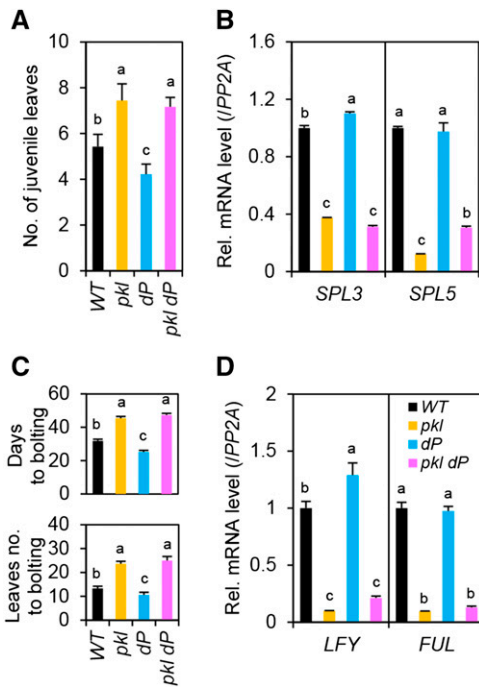 A
No. of juvenile leaves
10
8
6
4
2
0
b
a
c
a
WT
pkl
dP
pkl dP
B
Rel. mRNA level (/PP2A)
1.6
1.2
0.8
0.4
0
b
c
a
c
a
c
a
b
SPL3
SPL5
C
Days
to bolting
60
40
20
0
b
a
c
a
Leaves no.
to bolting
40
30
20
10
0
b
a
c
a
WT
pkl
dP
pkl dP
D
Rel. mRNA level (/PP2A)
2
1.5
1
0.5
0
WT
pkl
dP
pkl dP
b
c
a
c
a
b
a
b
LFY
FUL